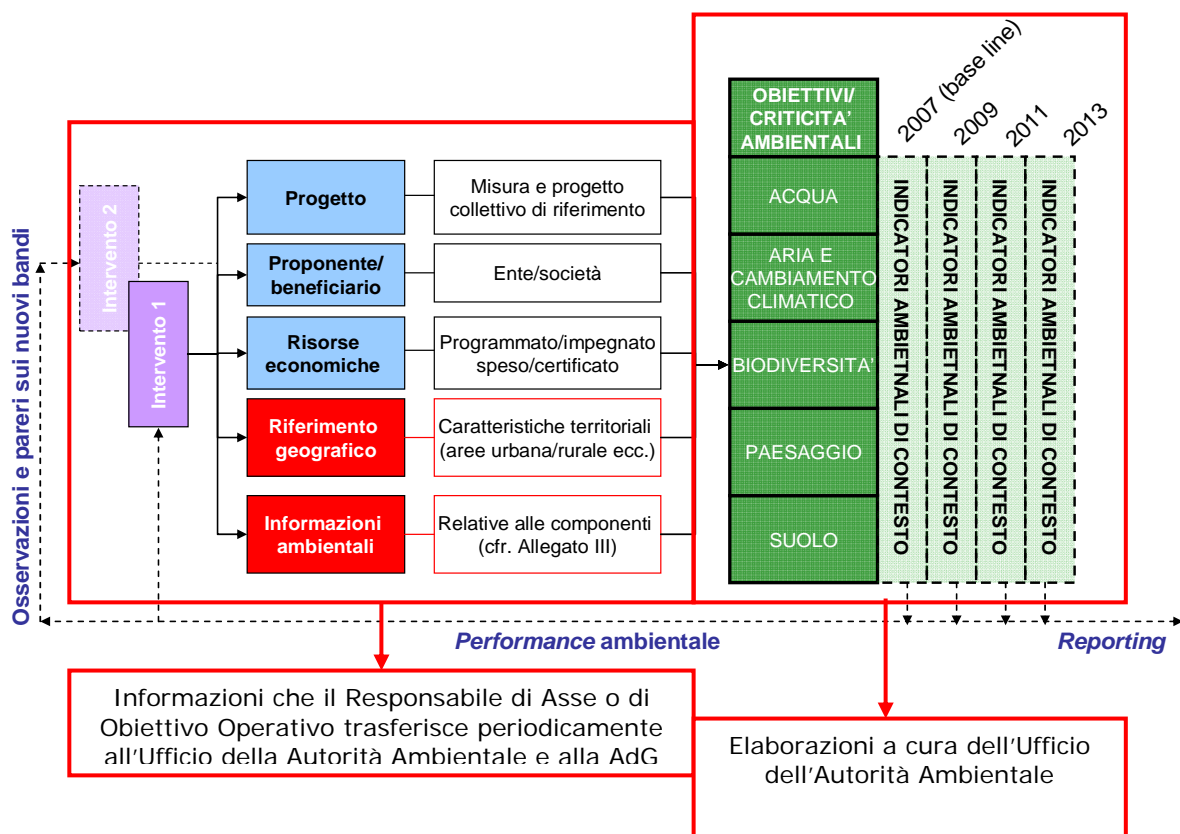 Osservazioni e pareri sui nuovi bandi
Intervento 2
Intervento 1
Progetto
Misura e progetto
collettivo di riferimento
Proponente/
beneficiario
Ente/società
Risorse
economiche
Programmato/impegnato
speso/certificato
Riferimento
geografico
Caratteristiche territoriali
(aree urbana/rurale ecc.)
Informazioni
ambientali
Relative alle componenti
(cfr. Allegato III)
OBIETTIVI/
CRITICITA’
AMBIENTALI
ACQUA
ARIA E
CAMBIAMENTO
CLIMATICO
BIODIVERSITA’
PAESAGGIO
SUOLO
2007 (base line)
2009
2011
2013
INDICATORI AMBIETNALI DI CONTESTO
INDICATORI AMBIETNALI DI CONTESTO
INDICATORI AMBIETNALI DI CONTESTO
INDICATORI AMBIETNALI DI CONTESTO
Performance ambientale
Reporting
Informazioni che il Responsabile di Asse o di
Obiettivo Operativo trasferisce periodicamente
all’Ufficio della Autorità Ambientale e alla AdG
Elaborazioni a cura dell’Ufficio
dell’Autorità Ambientale